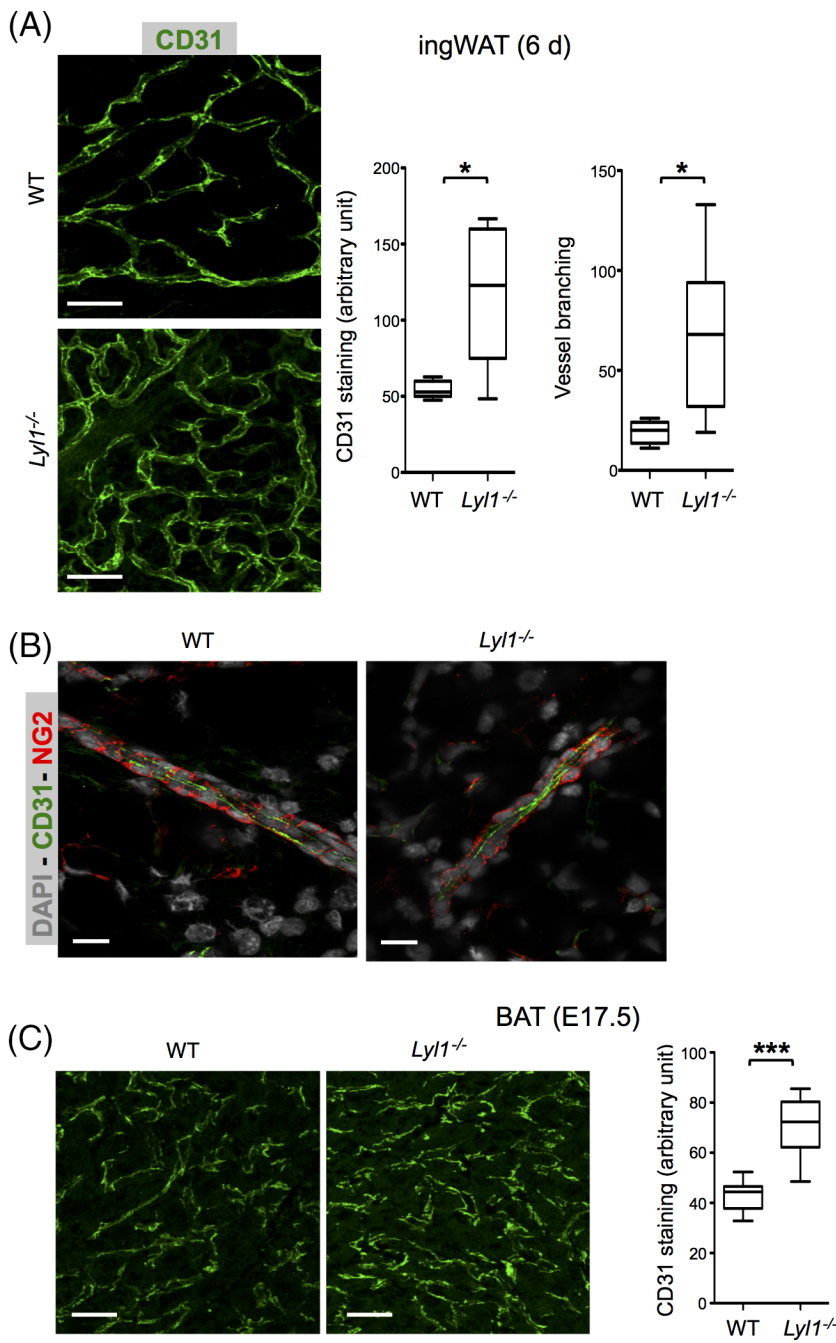 (A)
CD31
ingWAT (6 d)
WT
Lyl1-/-
CD31 staining (arbitrary unit)
200
150
100
50
0
*
WT
Lyl1-/-
Vessel branching
150
100
50
0
*
WT
Lyl1-/-
(B)
WT
Lyl1-/-
DAPI - CD31- NG2
(C)
BAT (E17.5)
WT
Lyl1-/-
CD31 staining (arbitrary unit)
100
80
60
40
20
0
***
WT
Lyl1-/-